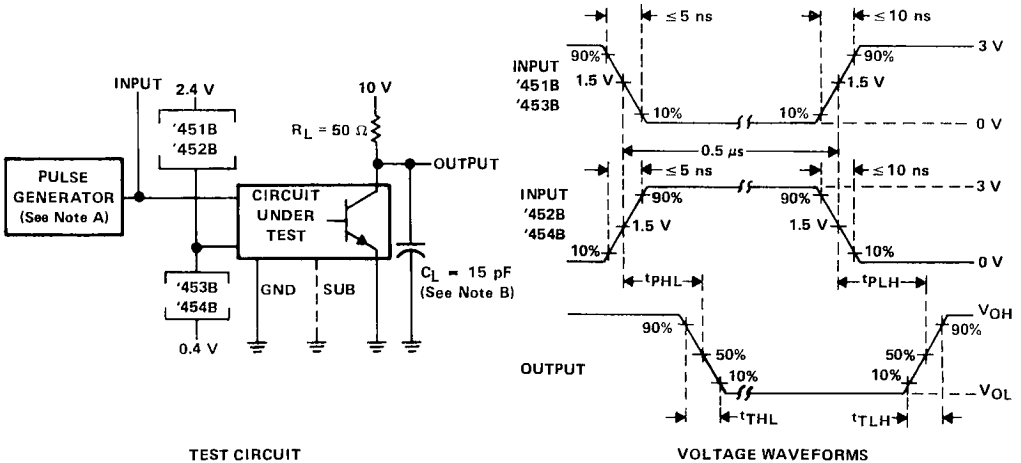 INPUT
2.4 V
'451B
'452B
10 V
R_L = 50 Ω
OUTPUT
PULSE
GENERATOR
(See Note A)
CIRCUIT
UNDER
TEST
'453B
'454B
0.4 V
GND
SUB
C_L = 15 pF
(See Note B)
TEST CIRCUIT
≤5 ns
≤10 ns
INPUT
'451B
'453B
90%
1.5 V
10%
10%
90%
1.5 V
3 V
0 V
0.5 μs
≤5 ns
≤10 ns
INPUT
'452B
'454B
10%
1.5 V
90%
90%
1.5 V
10%
3 V
0 V
tPHL
tPLH
OUTPUT
90%
50%
10%
10%
50%
90%
VOH
VOL
tTHL
tTLH
VOLTAGE WAVEFORMS